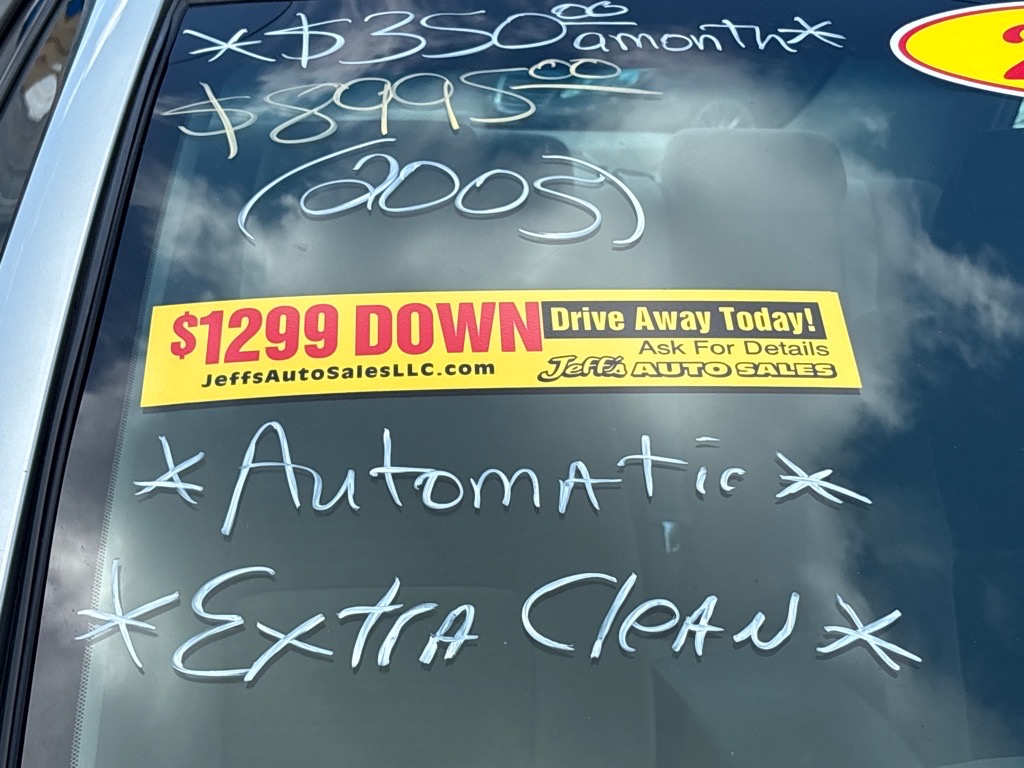 *$350.00 a month*
$8995.00
(2005)
$1299 DOWN
Drive Away Today!
Ask For Details
JeffsAutoSalesLLC.com
Jeff's AUTO SALES
*Automatic*
*Extra Clean*